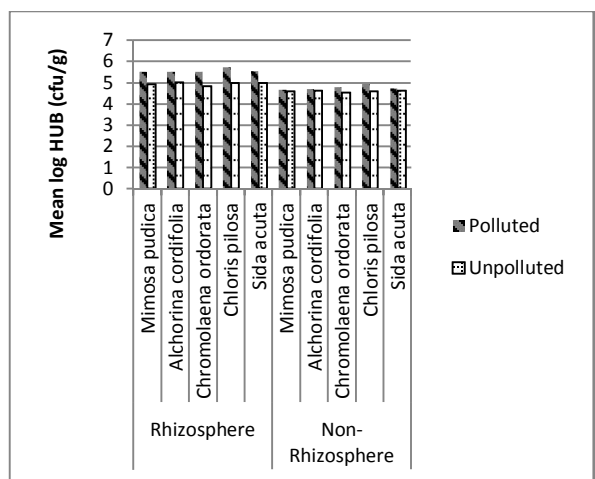 Mean log HUB (cfu/g)
7
6
5
4
3
2
1
0
Mimosa pudica
Alchorina cordifolia
Chromolaena ordorata
Chloris pilosa
Sida acuta
Mimosa pudica
Alchorina cordifolia
Chromolaena ordorata
Chloris pilosa
Sida acuta
Rhizosphere
Non-
Rhizosphere
Polluted
Unpolluted